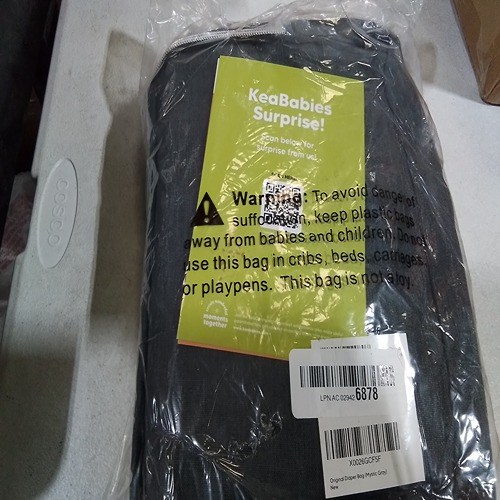 KeaBabies
Surprise!
Scan below for
surprise from us!
Warning: To avoid danger of
suffocation, keep plastic bags
away from babies and children. Do not
use this bag in cribs, beds, carriages
or playpens. This bag is not a toy.
moments
together
LPN AC 02942 6878
X0026GCFSF
Original Diaper Bag (Mystic Gray)
New
COSCO